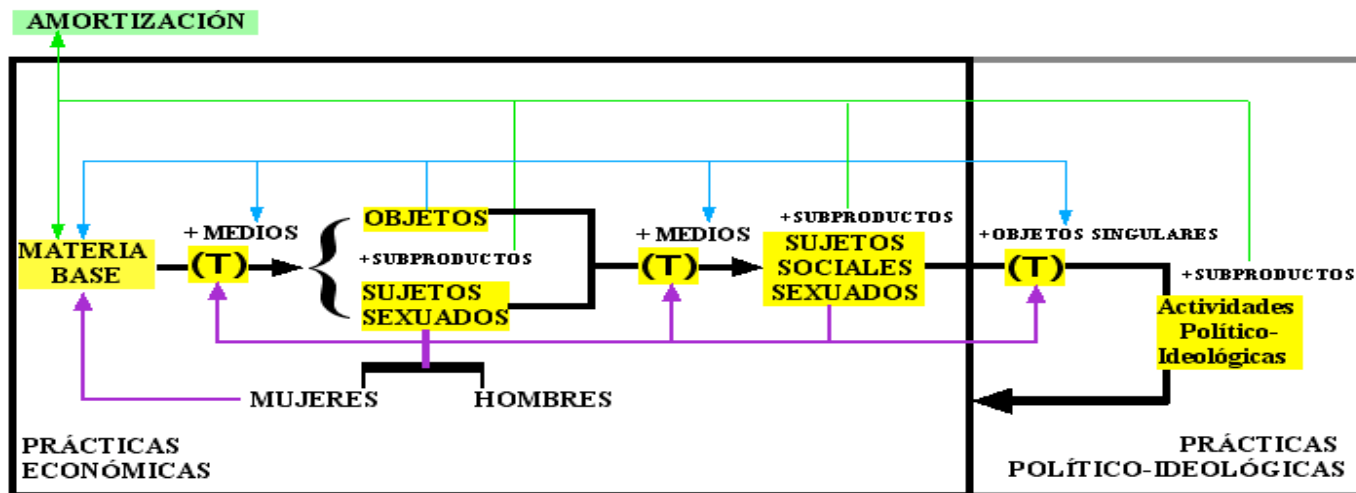 AMORTIZACIÓN
+ MEDIOS
MATERIA
BASE
(T)
OBJETOS
+SUBPRODUCTOS
SUJETOS
SEXUADOS
MUJERES
HOMBRES
+ MEDIOS
(T)
+SUBPRODUCTOS
SUJETOS
SOCIALES
SEXUADOS
+OBJETOS SINGULARES
(T)
+SUBPRODUCTOS
Actividades
Político-
Ideológicas
PRÁCTICAS
ECONÓMICAS
PRÁCTICAS
POLÍTICO-IDEOLÓGICAS